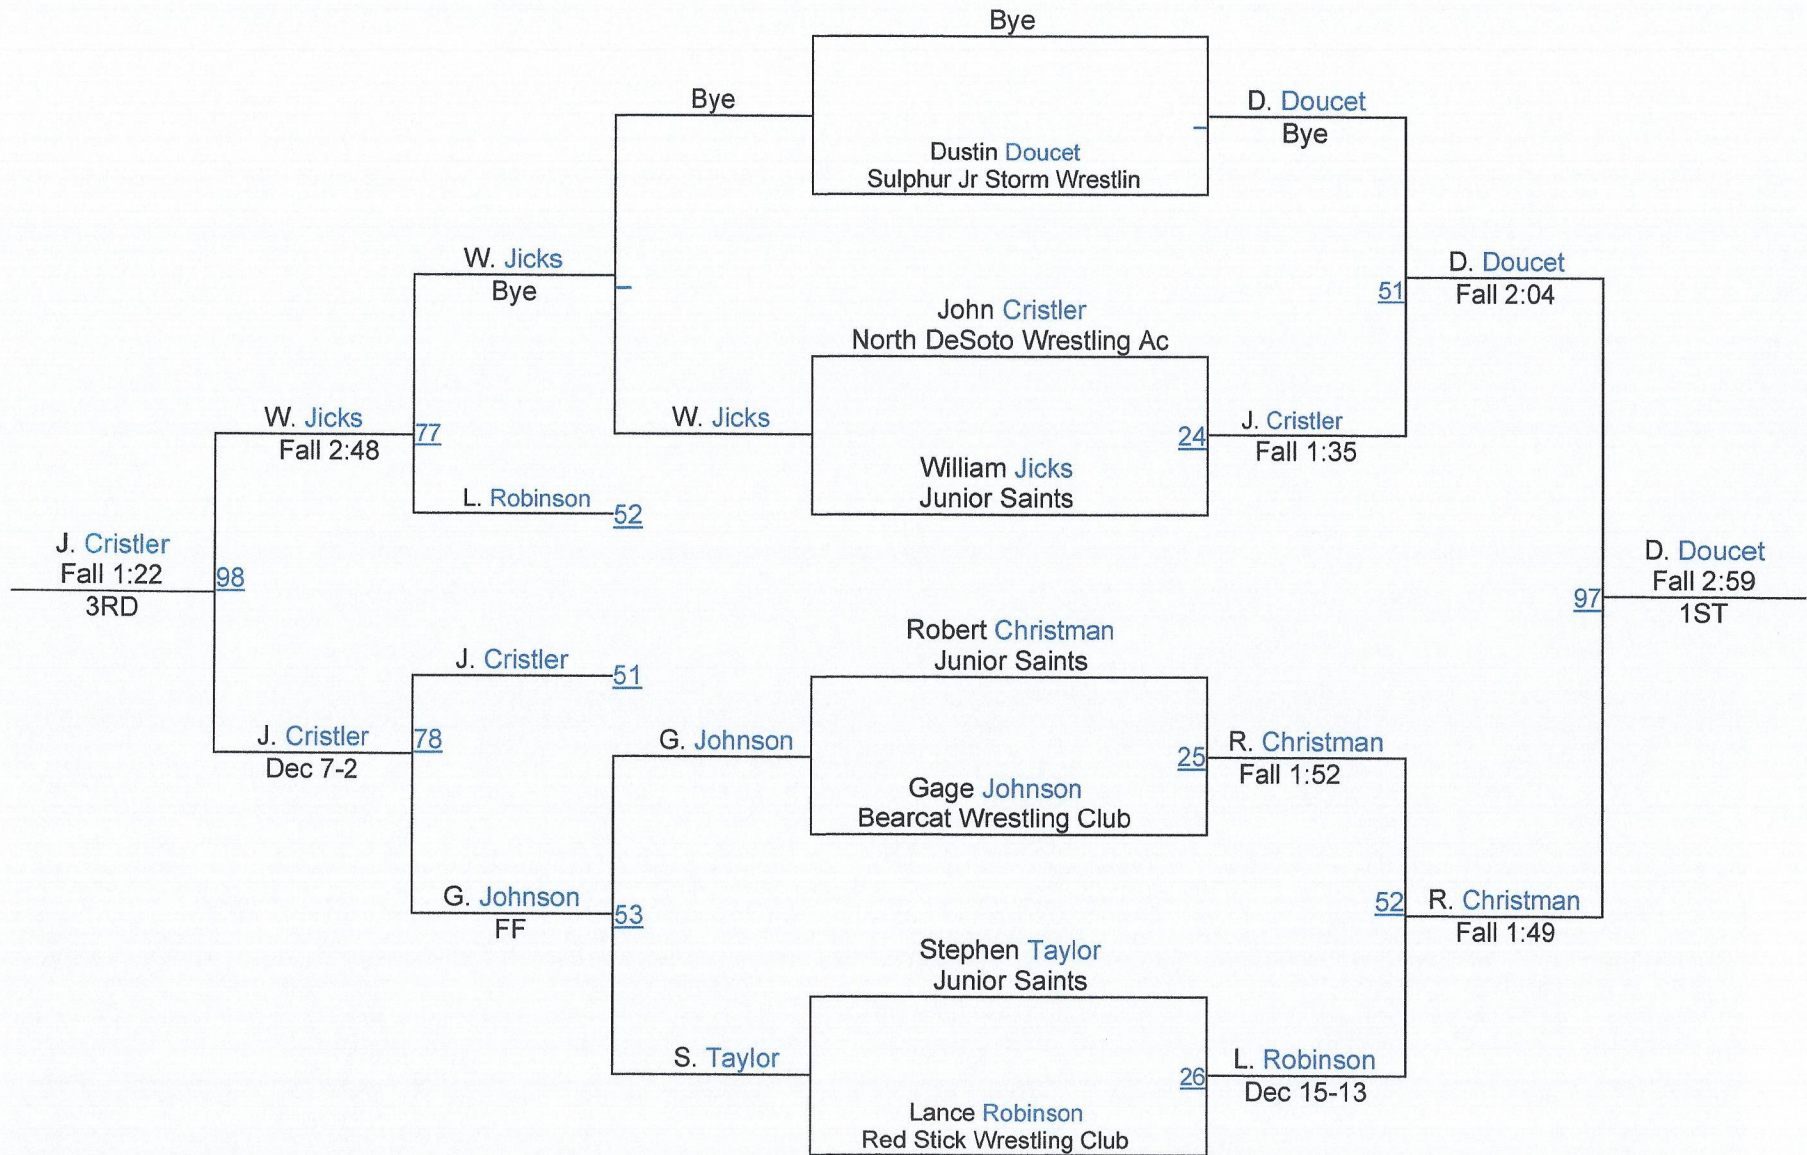 Bye
Bye
D. Doucet
Bye
Dustin Doucet
Sulphur Jr Storm Wrestlin
W. Jicks
Bye
D. Doucet
51
Fall 2:04
John Cristler
North DeSoto Wrestling Ac
W. Jicks
Fall 2:48
77
W. Jicks
24
J. Cristler
Fall 1:35
William Jicks
Junior Saints
L. Robinson
52
J. Cristler
Fall 1:22
98
3RD
D. Doucet
Fall 2:59
97
1ST
Robert Christman
Junior Saints
J. Cristler
51
J. Cristler
78
Dec 7-2
G. Johnson
25
R. Christman
Fall 1:52
Gage Johnson
Bearcat Wrestling Club
G. Johnson
53
FF
52
R. Christman
Fall 1:49
Stephen Taylor
Junior Saints
S. Taylor
26
L. Robinson
Dec 15-13
Lance Robinson
Red Stick Wrestling Club